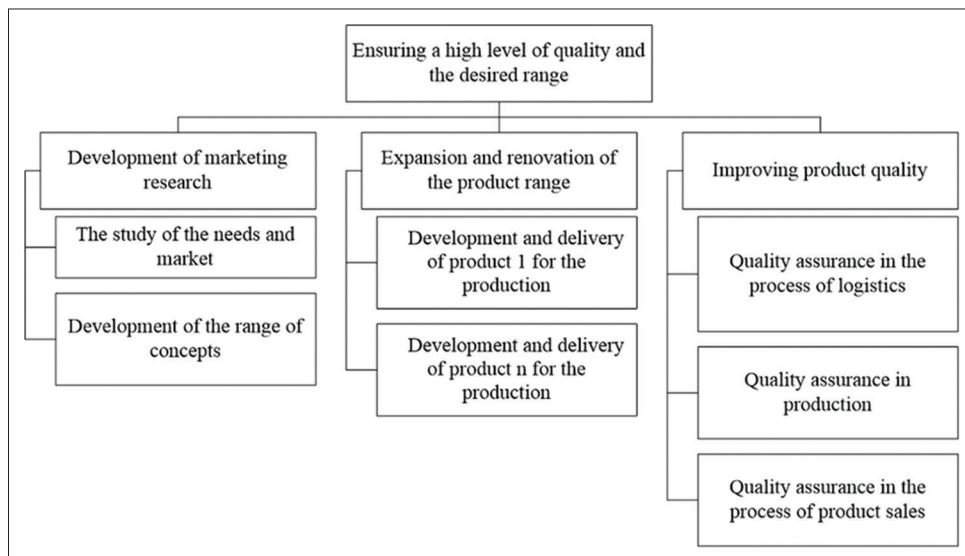 Ensuring a high level of quality and
the desired range
Development of marketing
research
The study of the needs and
market
Development of the range of
concepts
Expansion and renovation of
the product range
Development and delivery
of product 1 for the
production
Development and delivery
of product n for the
production
Improving product quality
Quality assurance in the
process of logistics
Quality assurance in
production
Quality assurance in the
process of product sales